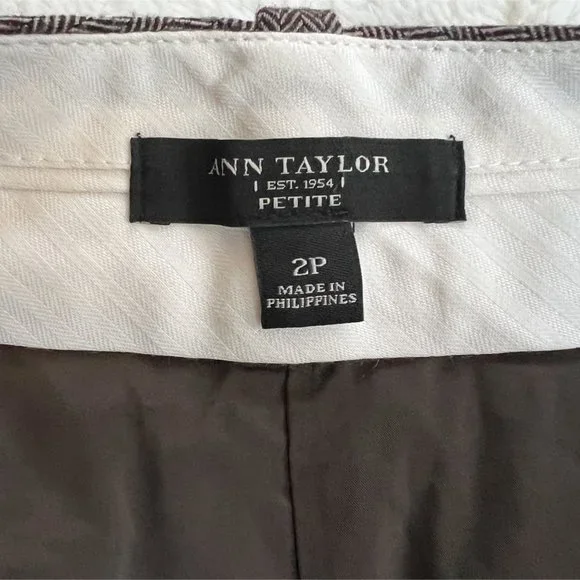 ANN TAYLOR
EST. 1954
PETITE
2P
MADE IN
PHILIPPINES